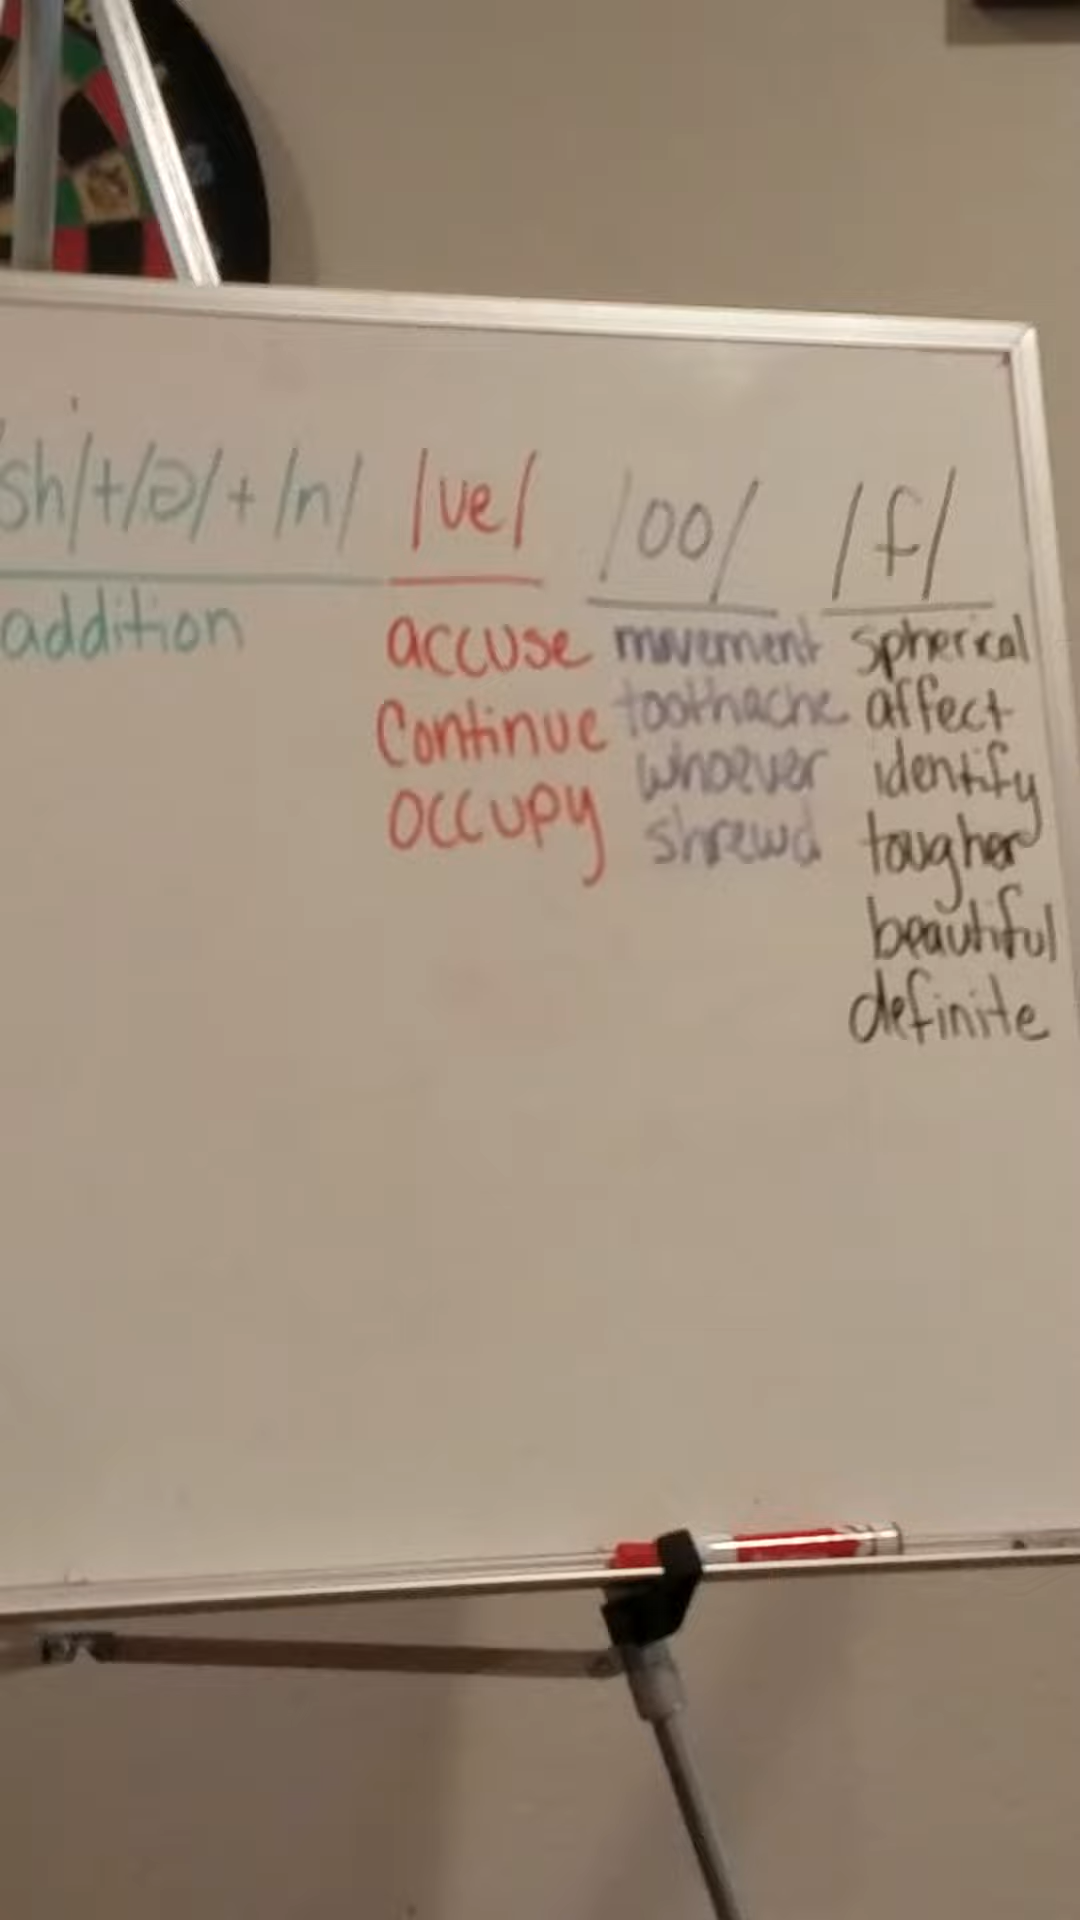 sh/+/ə/+/n/
addition
/ue/
accuse
Continue
occupy
/oo/
movement
toothache
whoever
shrewd
/f/
spherical
affect
identify
tougher
beautiful
definite